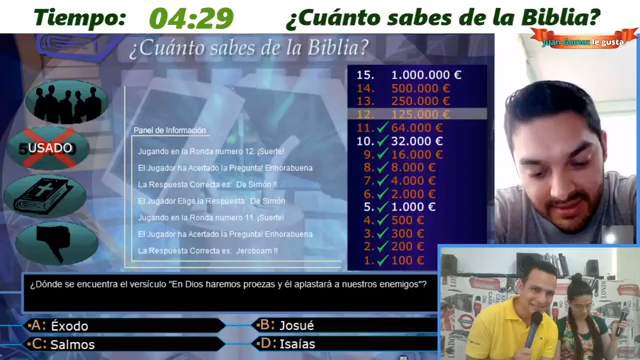 Tiempo: 04:29 ¿Cuánto sabes de la Biblia?
Juan Gomez le gusta
¿Cuánto sabes de la Biblia?
USADO
Panel de Información
Jugando en la Ronda numero 12. ¡Suerte!
El Jugador ha Acertado la Pregunta! Enhorabuena
La Respuesta Correcta es: De Simón !!
El Jugador Elige la Respuesta: De Simón
Jugando en la Ronda numero 11. ¡Suerte!
El Jugador ha Acertado la Pregunta! Enhorabuena
La Respuesta Correcta es: Jeroboam !!
15. 1.000.000 €
14. 500.000 €
13. 250.000 €
12. 125.000 €
11. ✓ 64.000 €
10. ✓ 32.000 €
9. ✓ 16.000 €
8. ✓ 8.000 €
7. ✓ 4.000 €
6. ✓ 2.000 €
5. ✓ 1.000 €
4. ✓ 500 €
3. ✓ 300 €
2. ✓ 200 €
1. ✓ 100 €
¿Dónde se encuentra el versículo "En Dios haremos proezas y él aplastará a nuestros enemigos"?
A: Éxodo
B: Josué
C: Salmos
D: Isaías